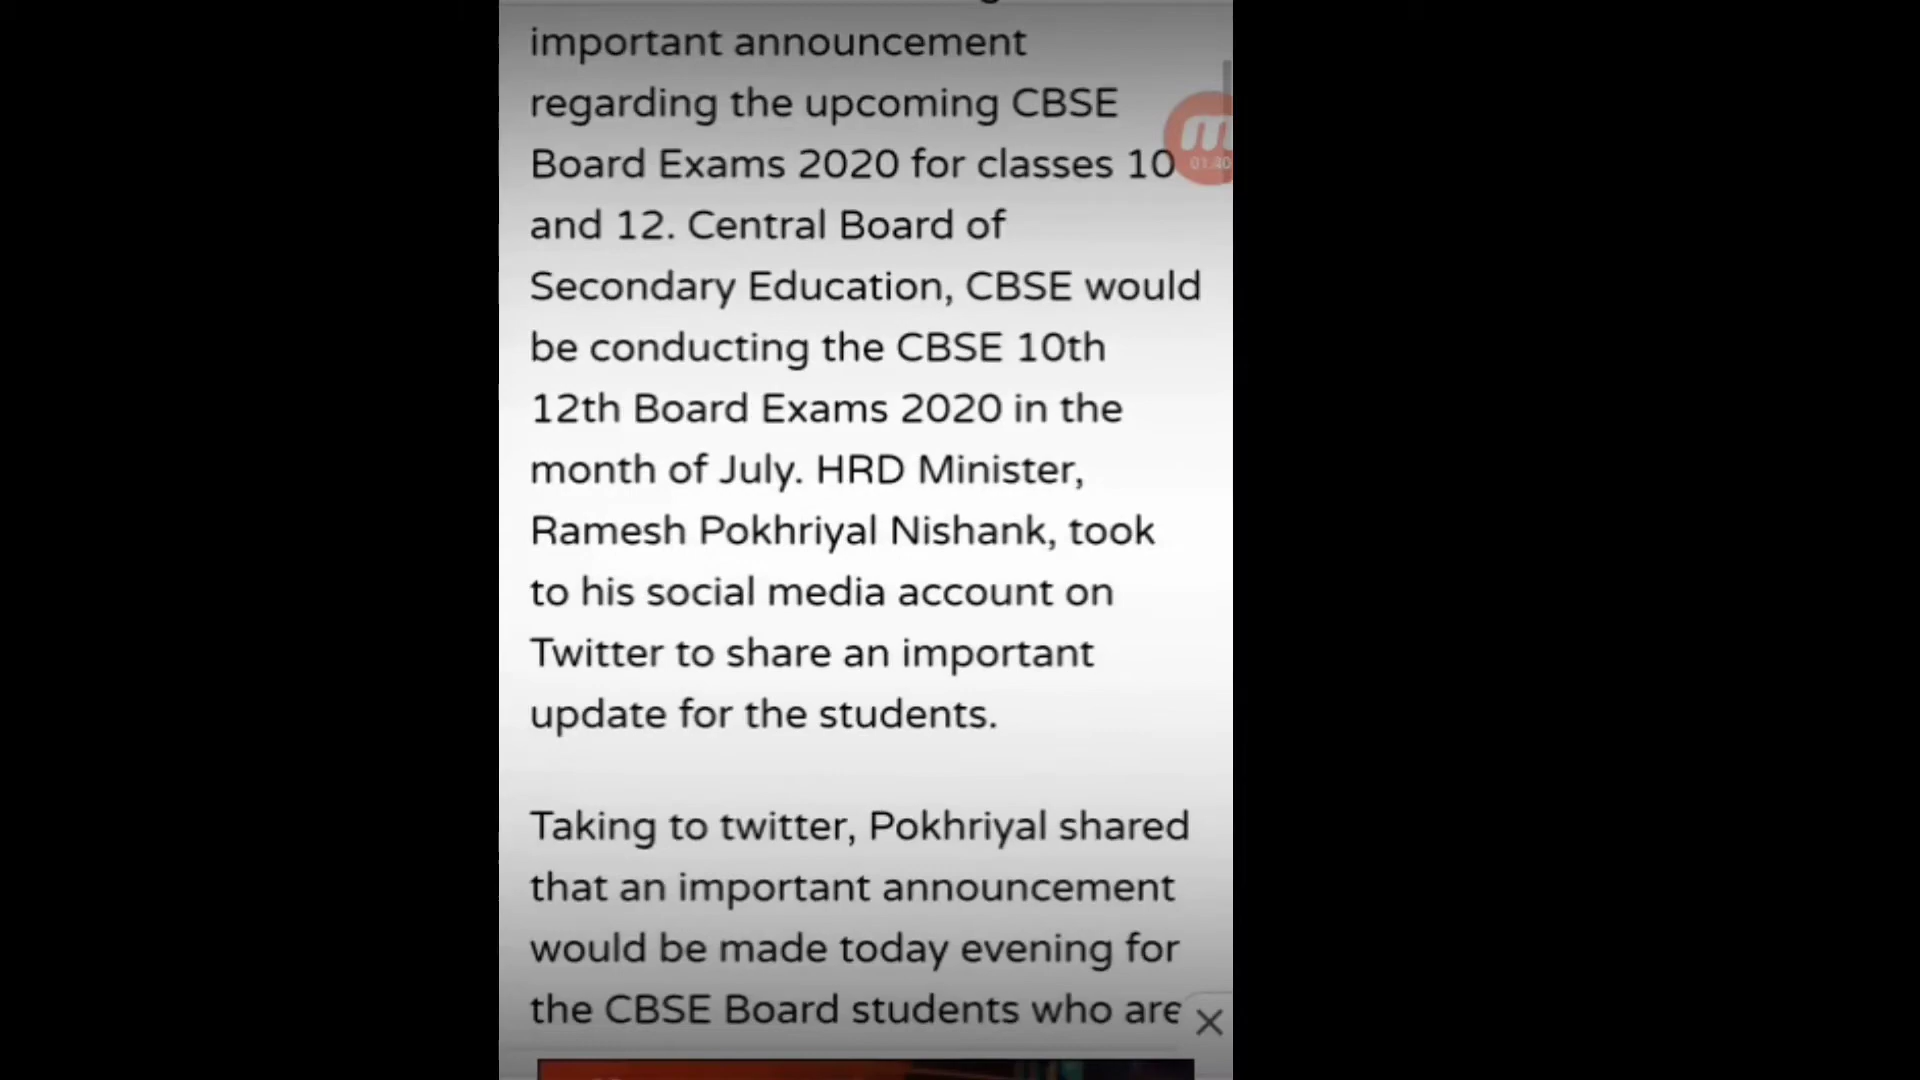 important announcement
regarding the upcoming CBSE
Board Exams 2020 for classes 10
and 12. Central Board of
Secondary Education, CBSE would
be conducting the CBSE 10th
12th Board Exams 2020 in the
month of July. HRD Minister,
Ramesh Pokhriyal Nishank, took
to his social media account on
Twitter to share an important
update for the students.
Taking to twitter, Pokhriyal shared
that an important announcement
would be made today evening for
the CBSE Board students who are